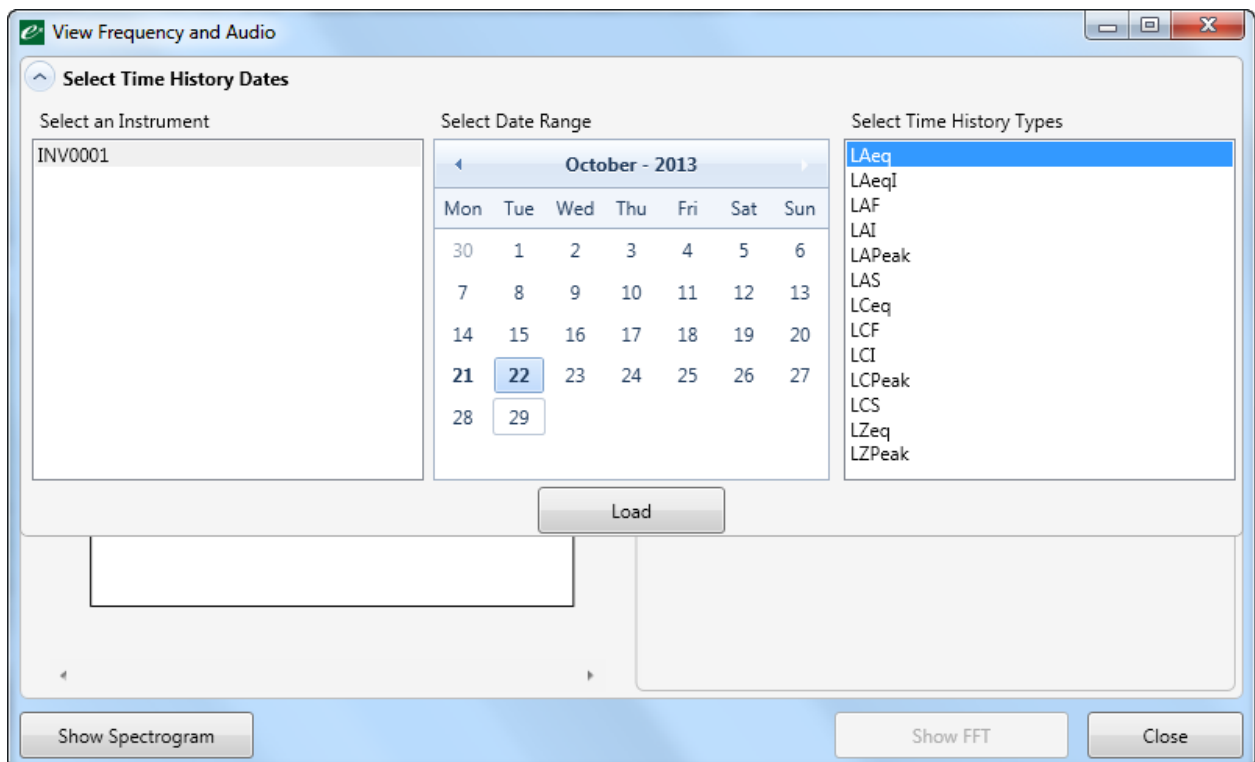 View Frequency and Audio
Select Time History Dates
Select an Instrument
INV0001
Select Date Range
October - 2013
Mon Tue Wed Thu Fri Sat Sun
30 1 2 3 4 5 6
7 8 9 10 11 12 13
14 15 16 17 18 19 20
21 22 23 24 25 26 27
28 29
Select Time History Types
LAeq
LAeqI
LAF
LAI
LAPeak
LAS
LCeq
LCF
LCI
LCPeak
LCS
LZeq
LZPeak
Load
Show Spectrogram
Show FFT
Close